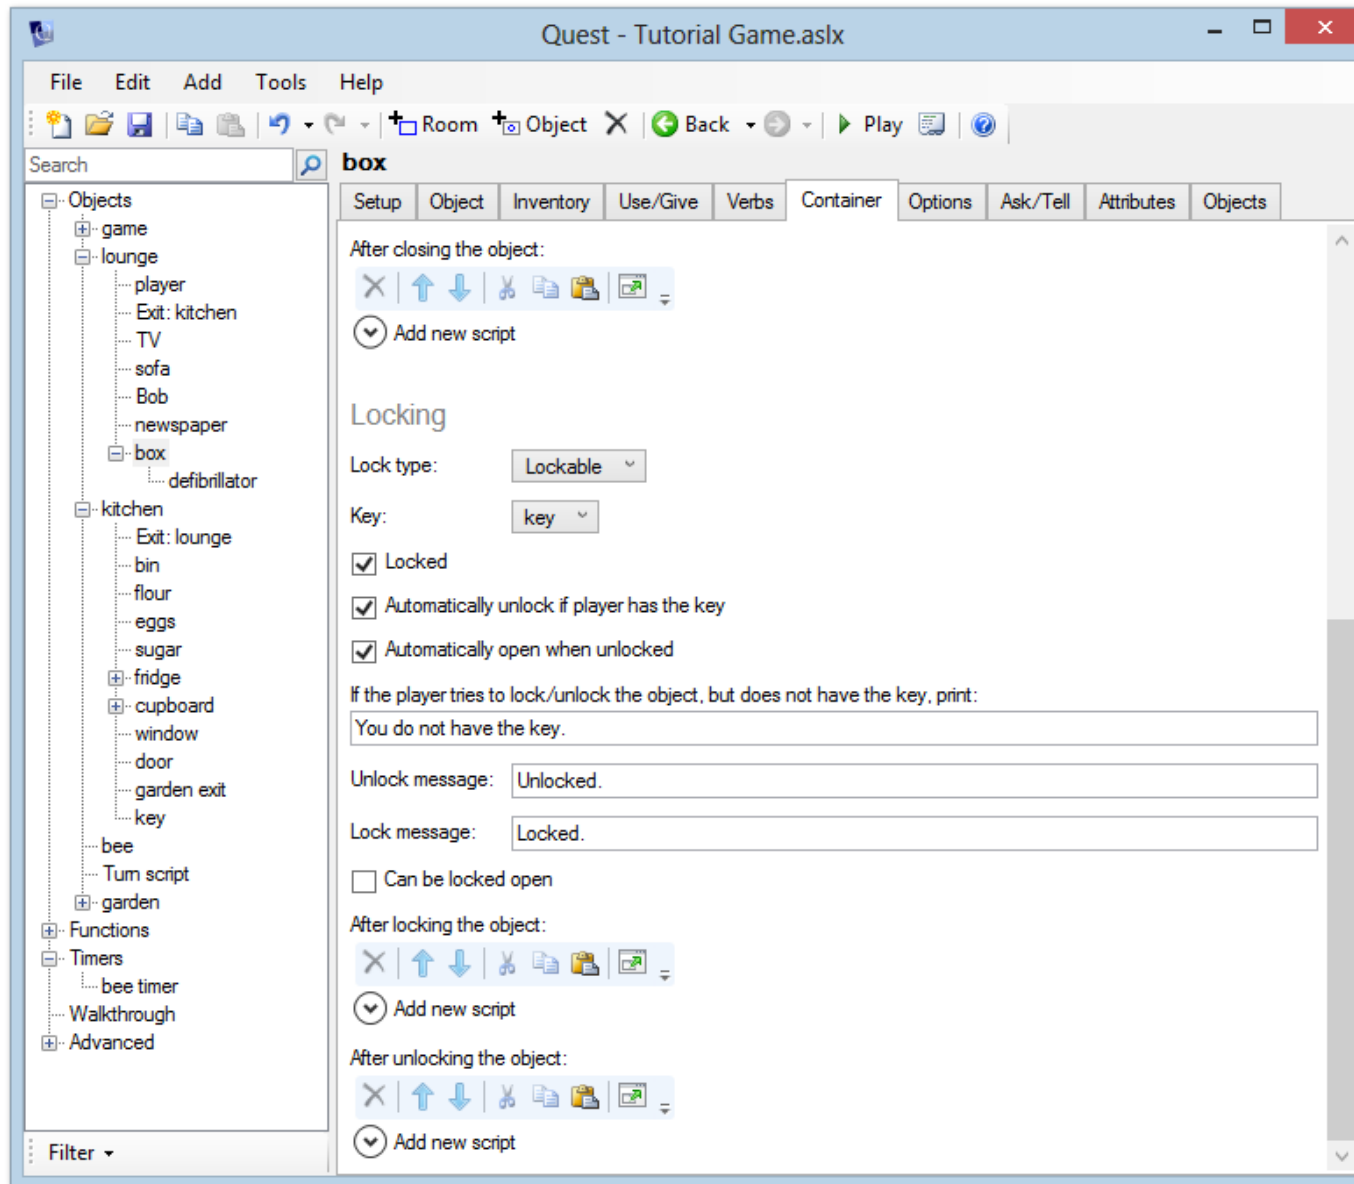 Quest - Tutorial Game.aslx
File Edit Add Tools Help
Room Object Back Play
Search
Objects
game
lounge
player
Exit: kitchen
TV
sofa
Bob
newspaper
box
defibrillator
kitchen
Exit: lounge
bin
flour
eggs
sugar
fridge
cupboard
window
door
garden exit
key
bee
Turn script
garden
Functions
Timers
bee timer
Walkthrough
Advanced
Filter
box
Setup Object Inventory Use/Give Verbs Container Options Ask/Tell Attributes Objects
After closing the object:
Add new script
Locking
Lock type: Lockable
Key: key
Locked
Automatically unlock if player has the key
Automatically open when unlocked
If the player tries to lock/unlock the object, but does not have the key, print:
You do not have the key.
Unlock message: Unlocked.
Lock message: Locked.
Can be locked open
After locking the object:
Add new script
After unlocking the object:
Add new script